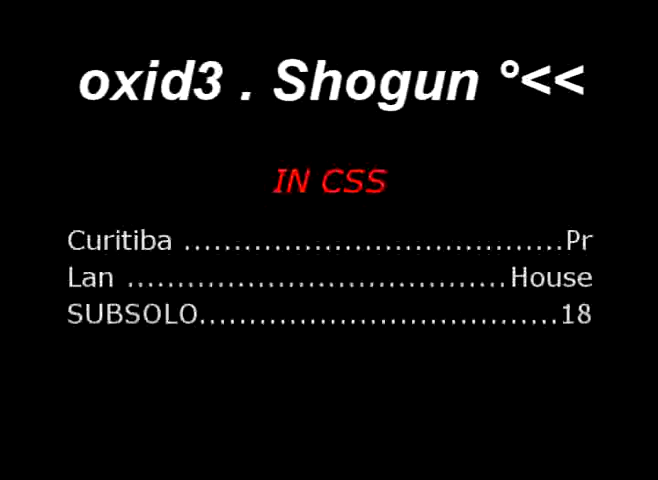 oxid3 . Shogun °<<
IN CSS
Curitiba ......................................Pr
Lan ......................................House
SUBSOLO....................................18